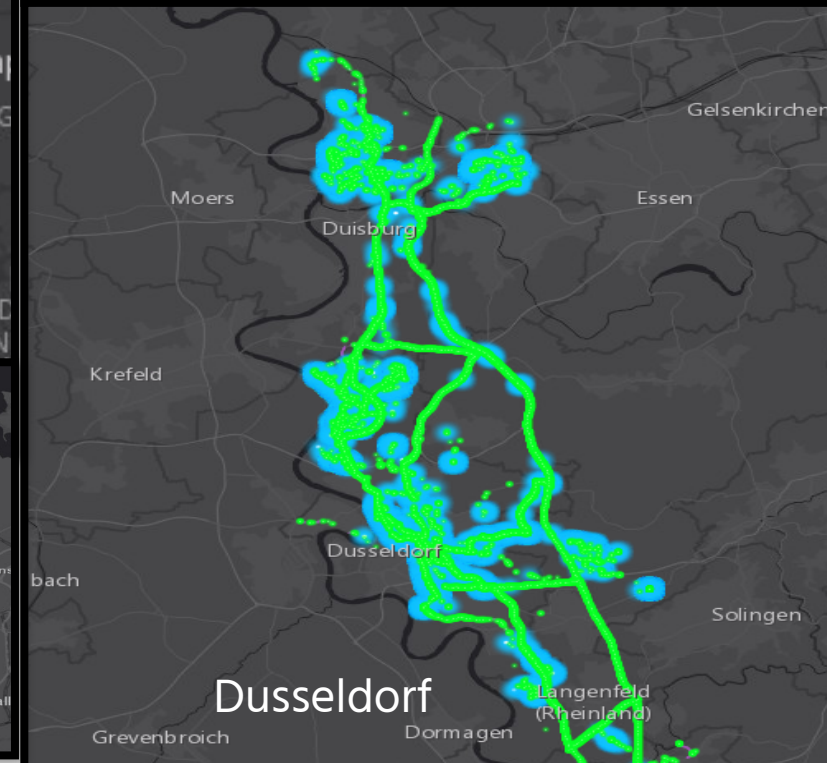 Gelsenkirchen
Moers
Essen
Duisburg
Krefeld
Dusseldorf
bach
Solingen
Langenfeld
(Rheinland)
Dusseldorf
Dormagen
Grevenbroich